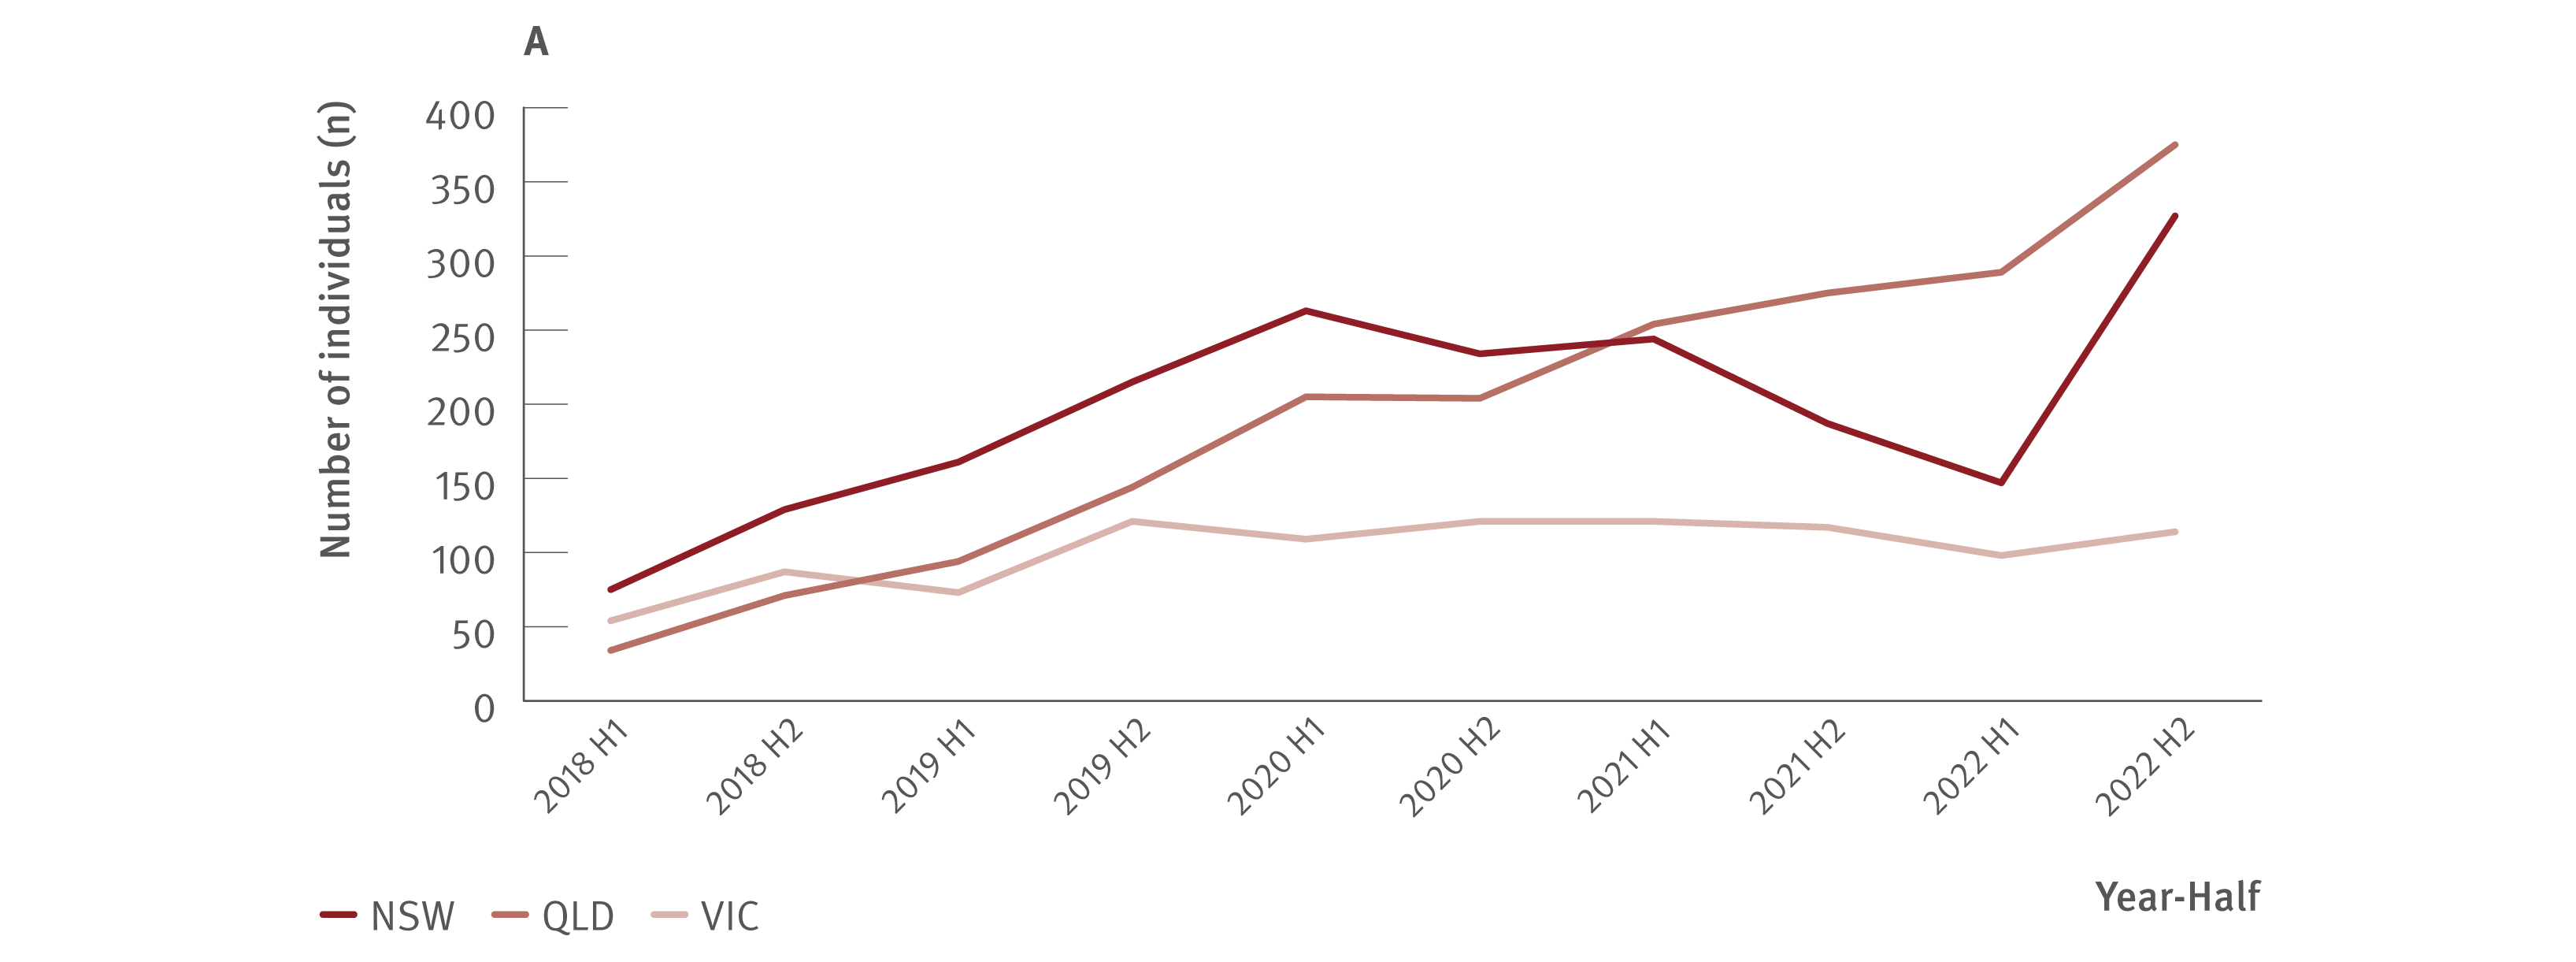 A
Number of individuals (n)
400
350
300
250
200
150
100
50
0
2018 H1
2018 H2
2019 H1
2019 H2
2020 H1
2020 H2
2021 H1
2021 H2
2022 H1
2022 H2
Year-Half
NSW QLD VIC